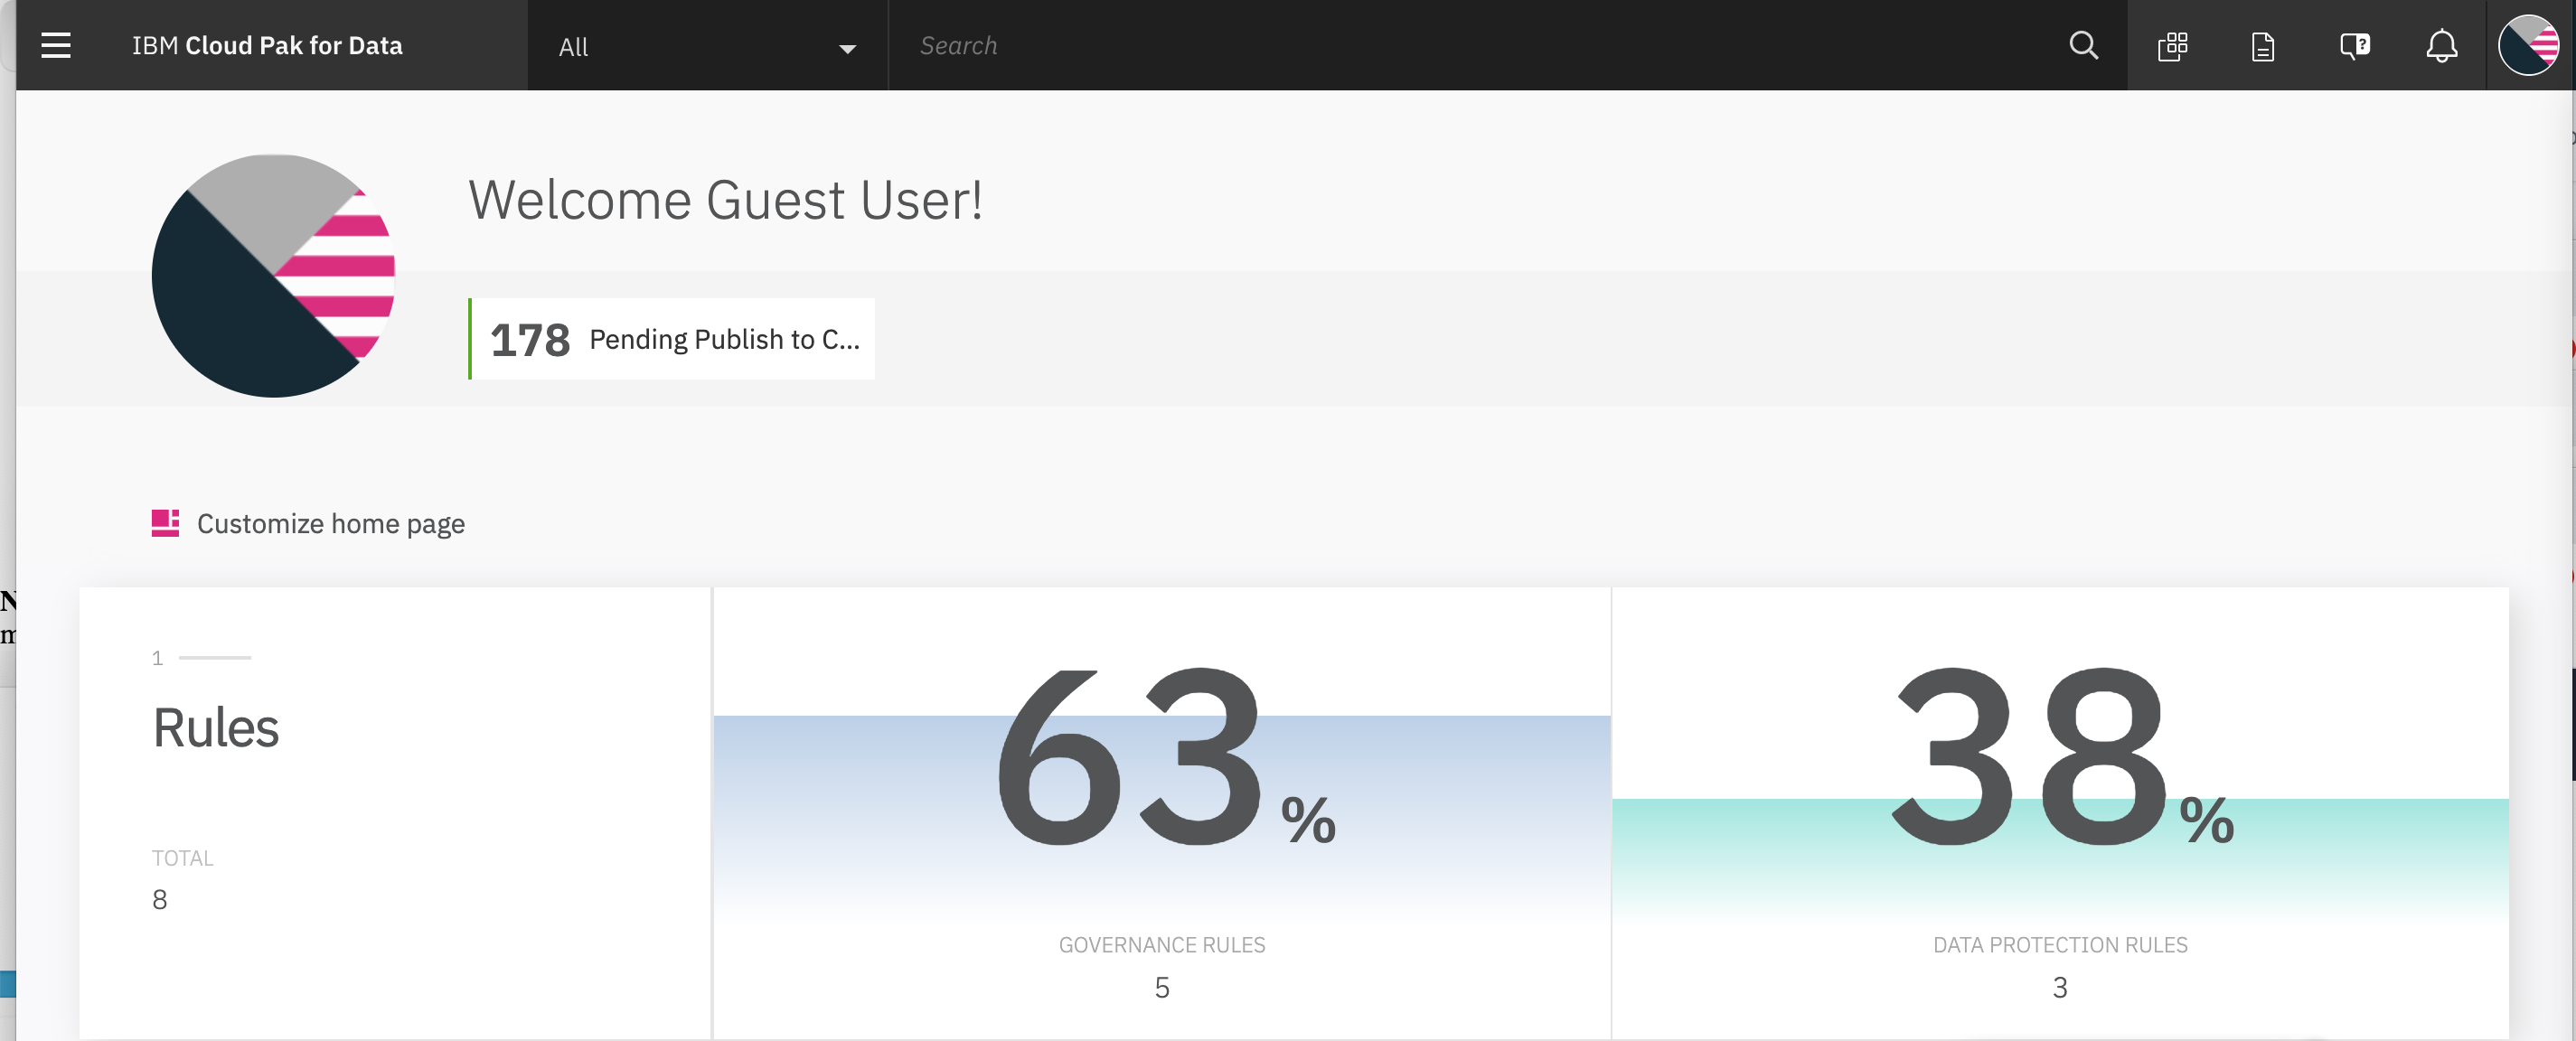 IBM Cloud Pak for Data
All
Search
Welcome Guest User!
178 Pending Publish to C...
Customize home page
1
Rules
TOTAL
8
63%
GOVERNANCE RULES
5
38%
DATA PROTECTION RULES
3